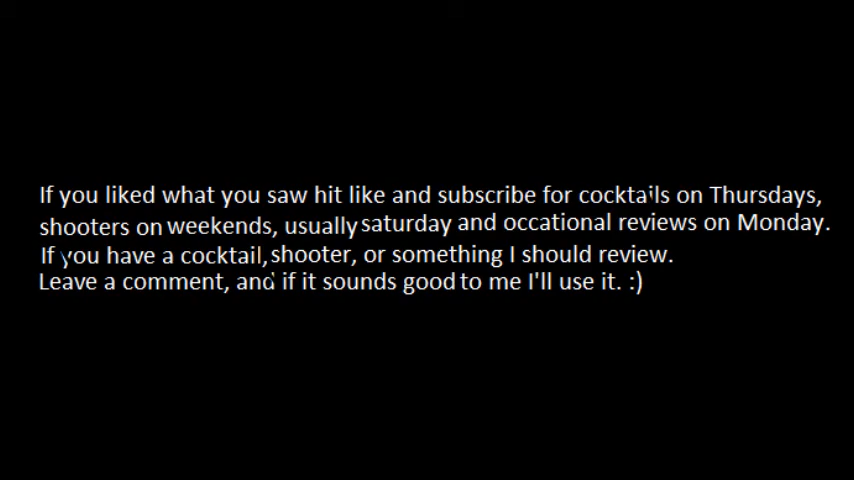 If you liked what you saw hit like and subscribe for cocktails on Thursdays,
shooters on weekends, usually saturday and occational reviews on Monday.
If you have a cocktail, shooter, or something I should review.
Leave a comment, and if it sounds good to me I'll use it. :)